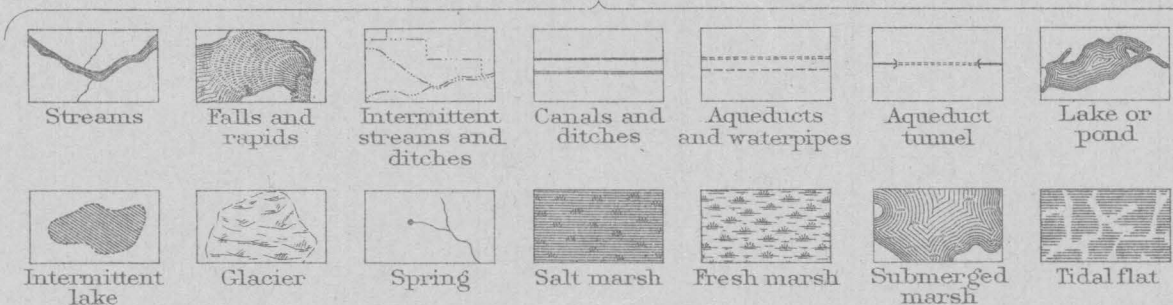 Streams
Falls and
rapids
Intermittent
streams and
ditches
Canals and
ditches
Aqueducts
and waterpipes
Aqueduct
tunnel
Lake or
pond
Intermittent
lake
Glacier
Spring
Salt marsh
Fresh marsh
Submerged
marsh
Tidal flat